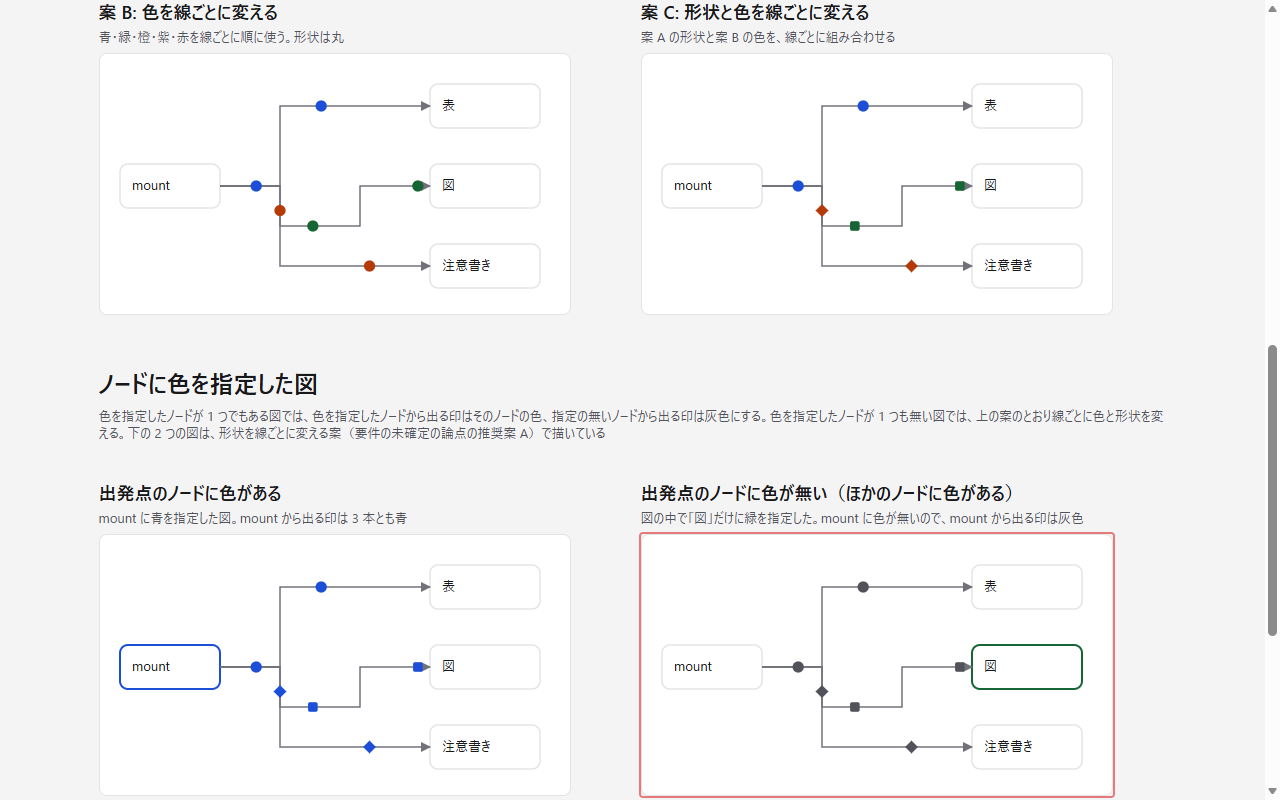 案 B: 色を線ごとに変える
青・緑・橙・紫・赤を線ごとに順に使う。形状は丸
mount
表
図
注意書き
案 C: 形状と色を線ごとに変える
案 A の形状と案 B の色を、線ごとに組み合わせる
mount
表
図
注意書き
ノードに色を指定した図
色を指定したノードが 1 つでもある図では、色を指定したノードから出る印はそのノードの色、指定の無いノードから出る印は灰色にする。色を指定したノードが 1 つも無い図では、上の案のとおり線ごとに色と形状を変
える。下の 2 つの図は、形状を線ごとに変える案（要件の未確定の論点の推奨案 A）で描いている
出発点のノードに色がある
mount に青を指定した図。mount から出る印は 3 本とも青
mount
表
図
注意書き
出発点のノードに色が無い（ほかのノードに色がある）
図の中で「図」だけに緑を指定した。mount に色が無いので、mount から出る印は灰色
mount
表
図
注意書き